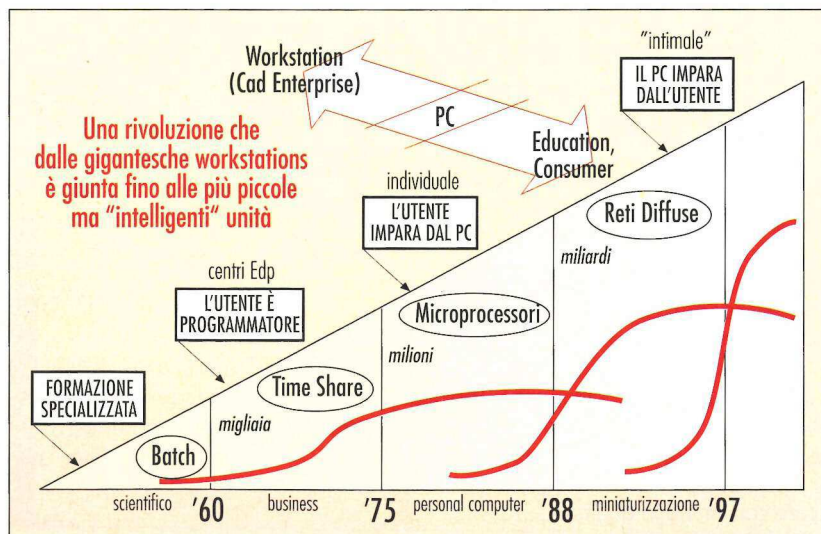 Workstation
(Cad Enterprise)
PC
Education,
Consumer
"intimale"
IL PC IMPARA
DALL'UTENTE
Una rivoluzione che
dalle gigantesche workstations
è giunta fino alle più piccole
ma "intelligenti" unità
individuale
L'UTENTE
IMPARA DAL PC
Reti Diffuse
miliardi
centri Edp
L'UTENTE È
PROGRAMMATORE
Microprocessori
milioni
FORMAZIONE
SPECIALIZZATA
Time Share
migliaia
Batch
scientifico '60 business '75 personal computer '88 miniaturizzazione '97